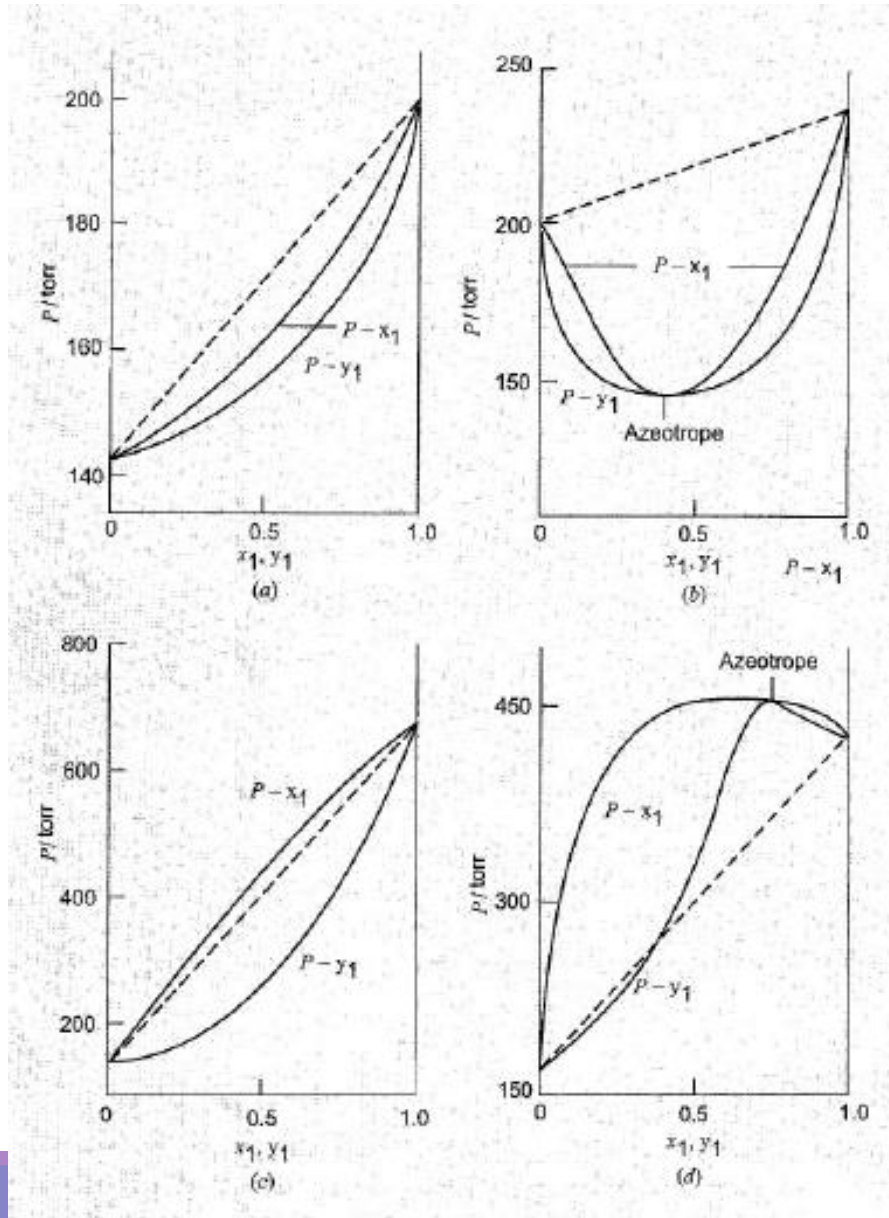 200
180
160
140
P/torr
P – x1
P – y1
0
0.5
1.0
x1, y1
(a)
250
200
150
P/torr
P – x1
P – y1
Azeotrope
0
0.5
1.0
x1, y1
P – x1
(b)
800
600
400
200
P/torr
P – x1
P – y1
0
0.5
1.0
x1, y1
(c)
Azeotrope
450
300
150
P/torr
P – x1
P – y1
0
0.5
1.0
x1, y1
(d)